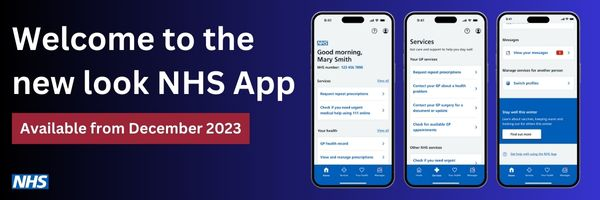 Welcome to the
new look NHS App
Available from December 2023
NHS
9:41
NHS
Good morning,
Mary Smith
NHS number: 123 456 7890
Services
View all
Request repeat prescriptions
Check if you need urgent
medical help using 111 online
Your health
View all
GP health record
View and manage prescriptions
Home
Services
Your health
Messages
9:41
Services
Get care and support to help you stay well
Your GP services
Request repeat prescriptions
Contact your GP about a health
problem
Contact your GP surgery for a
document or update
Check for available GP
appointments
Other NHS services
Check if you need urgent
Home
Services
Your health
Messages
9:41
Messages
View your messages
Manage services for another person
Switch profiles
Stay well this winter
Learn about vaccines, keeping warm and
looking out for others this winter
Find out more
Get help with using the NHS App
Home
Services
Your health
Messages